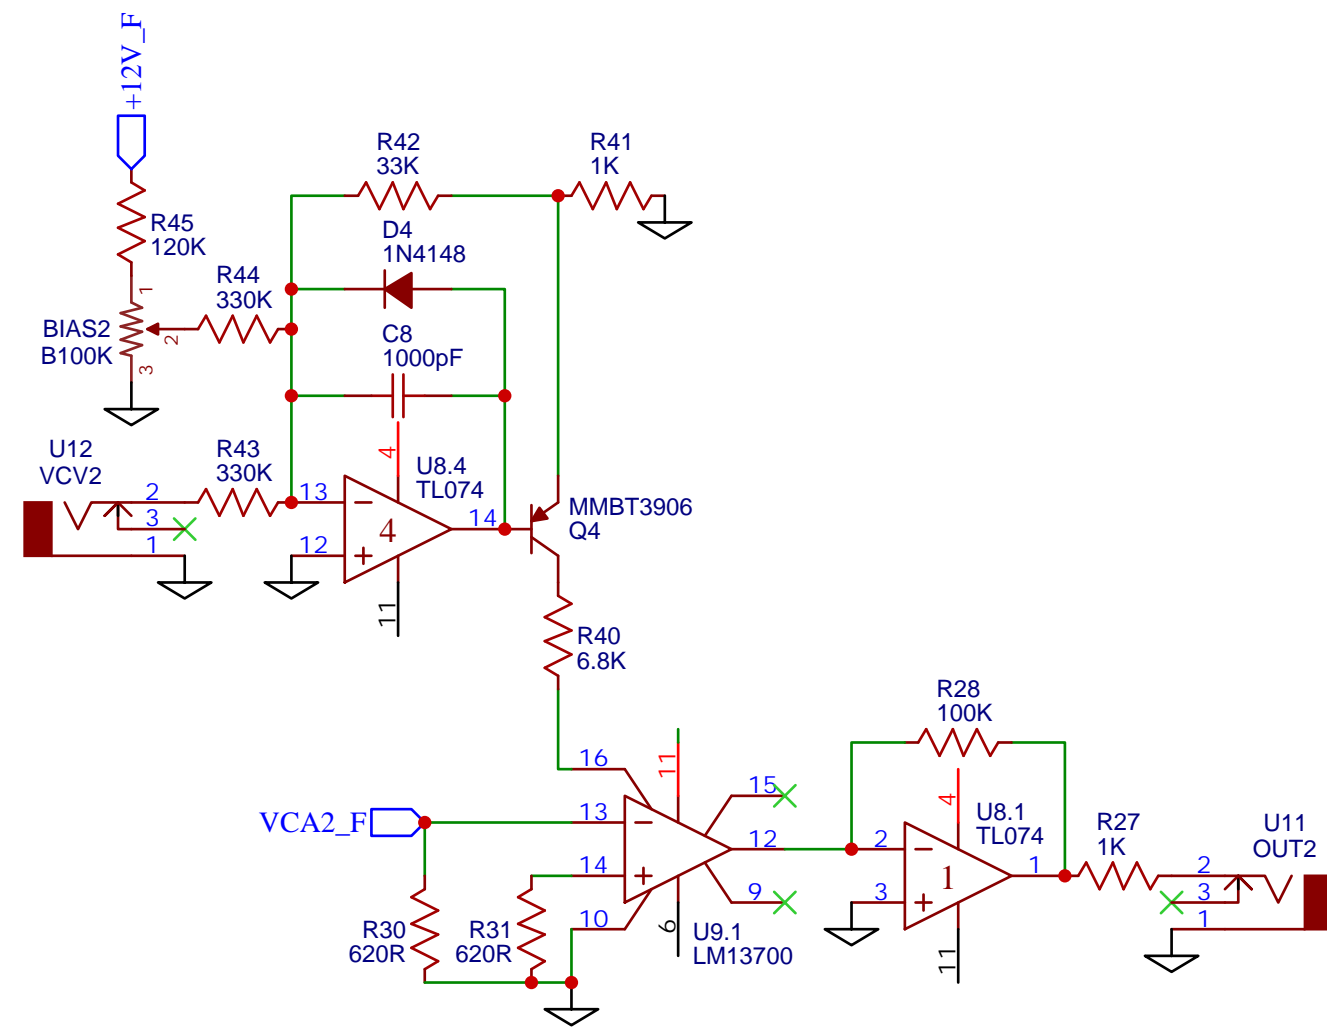 +12V_F
R42
33K
R41
1K
R45
120K
D4
1N4148
R44
330K
1
BIAS2
B100K
2
3
C8
1000pF
U12
VCV2
R43
330K
4
U8.4
TL074
2
3
1
13
12
4
14
11
MMBT3906
Q4
R40
6.8K
R28
100K
16
11
15
VCA2_F
13
4
U8.1
TL074
R27
1K
U11
OUT2
12
2
1
2
14
1
3
3
10
9
1
R30
620R
R31
620R
6
U9.1
LM13700
11